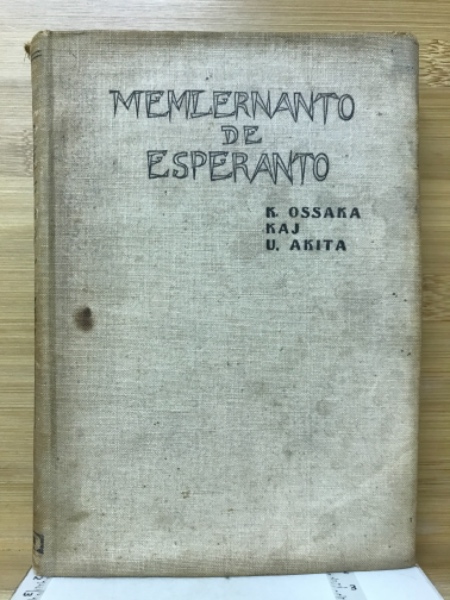 MEMLERNANTO
DE
ESPERANTO
K. OSSAKA
KAJ
U. AKITA